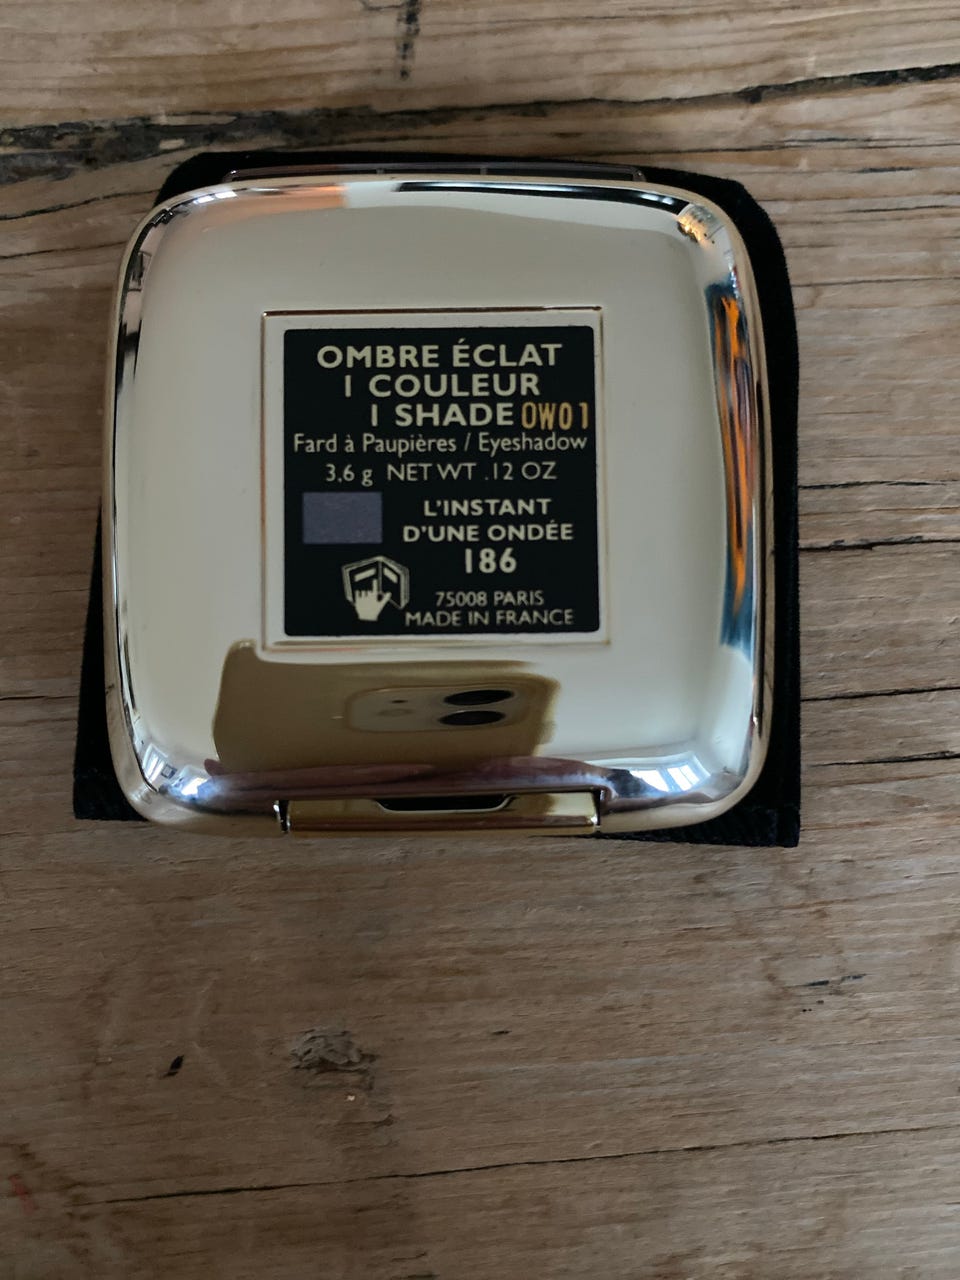 OMBRE ÉCLAT
1 COULEUR
1 SHADE 0W01
Fard à Paupières / Eyeshadow
3,6 g NET WT .12 OZ
L'INSTANT
D'UNE ONDÉE
186
75008 PARIS
MADE IN FRANCE